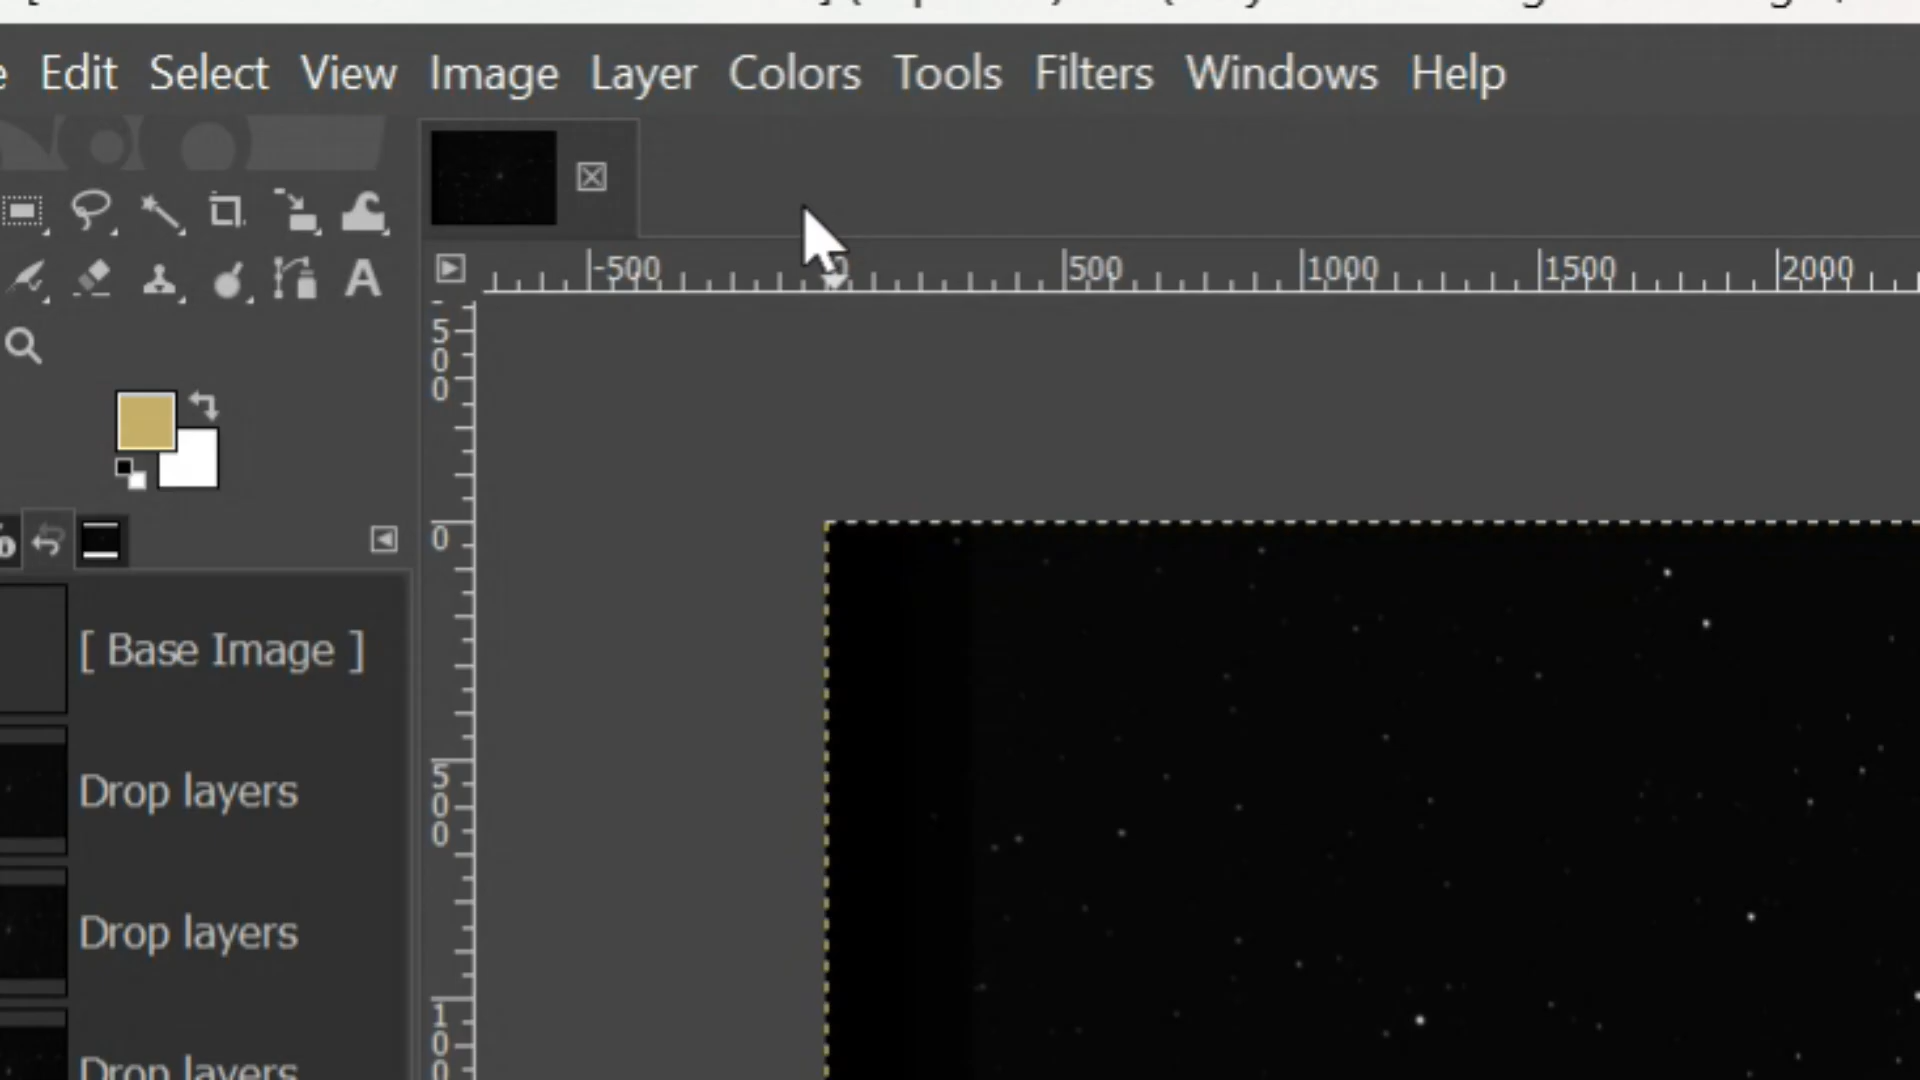 Edit Select View Image Layer Colors Tools Filters Windows Help
A
-500 0 500 1000 1500 2000
500
0
500
[ Base Image ]
Drop layers
Drop layers
Drop layers
100